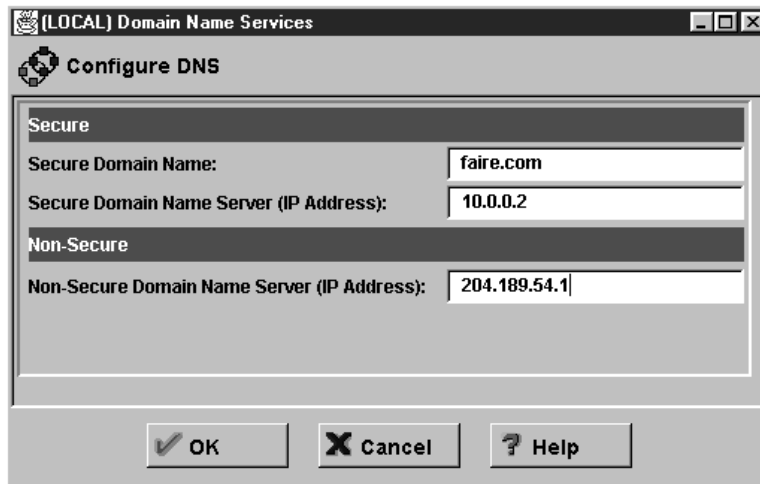 (LOCAL) Domain Name Services
Configure DNS
Secure
Secure Domain Name: faire.com
Secure Domain Name Server (IP Address): 10.0.0.2
Non-Secure
Non-Secure Domain Name Server (IP Address): 204.189.54.1
OK Cancel ? Help